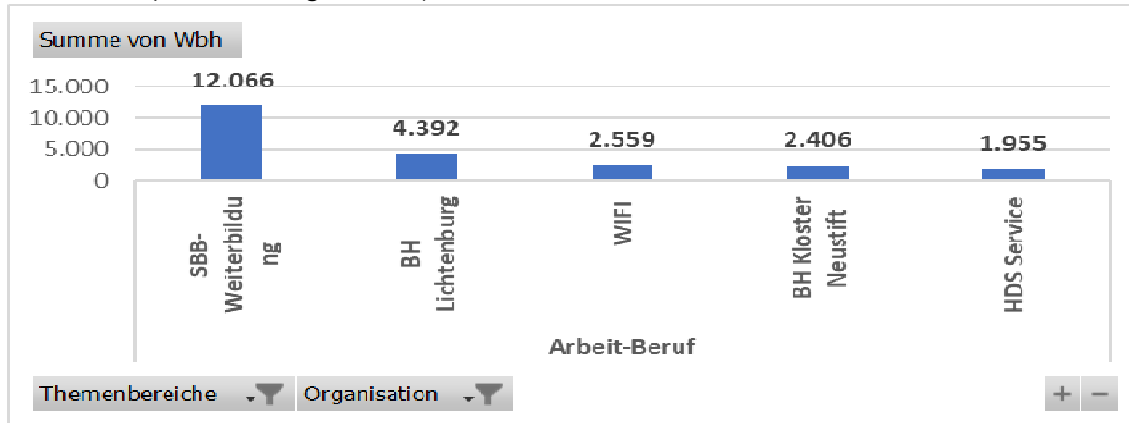 Summe von Wbh
15.000
10.000
5.000
0
12.066
4.392
2.559
2.406
1.955
SBB-
Weiterbildu
ng
BH
Lichtenburg
WIFI
BH Kloster
Neustift
HDS Service
Arbeit-Beruf
Themenbereiche
Organisation
+ −